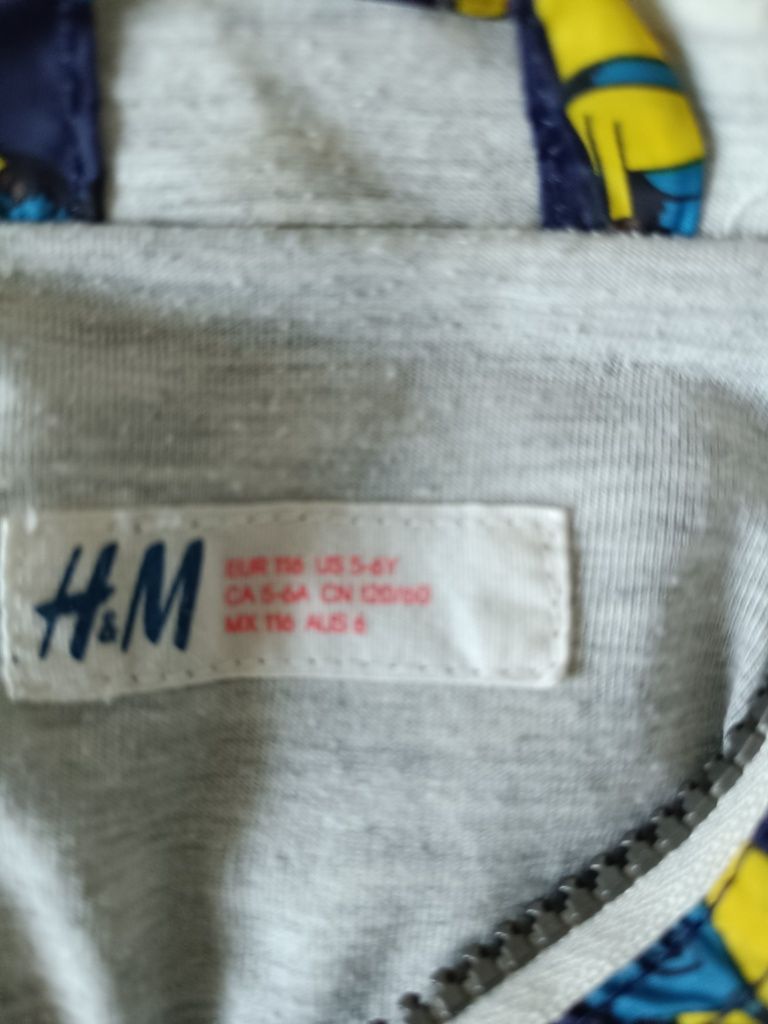 H&M
EUR 116 US 5-6Y
CA 5-6A CN 120/60
MX 116 AUS 6